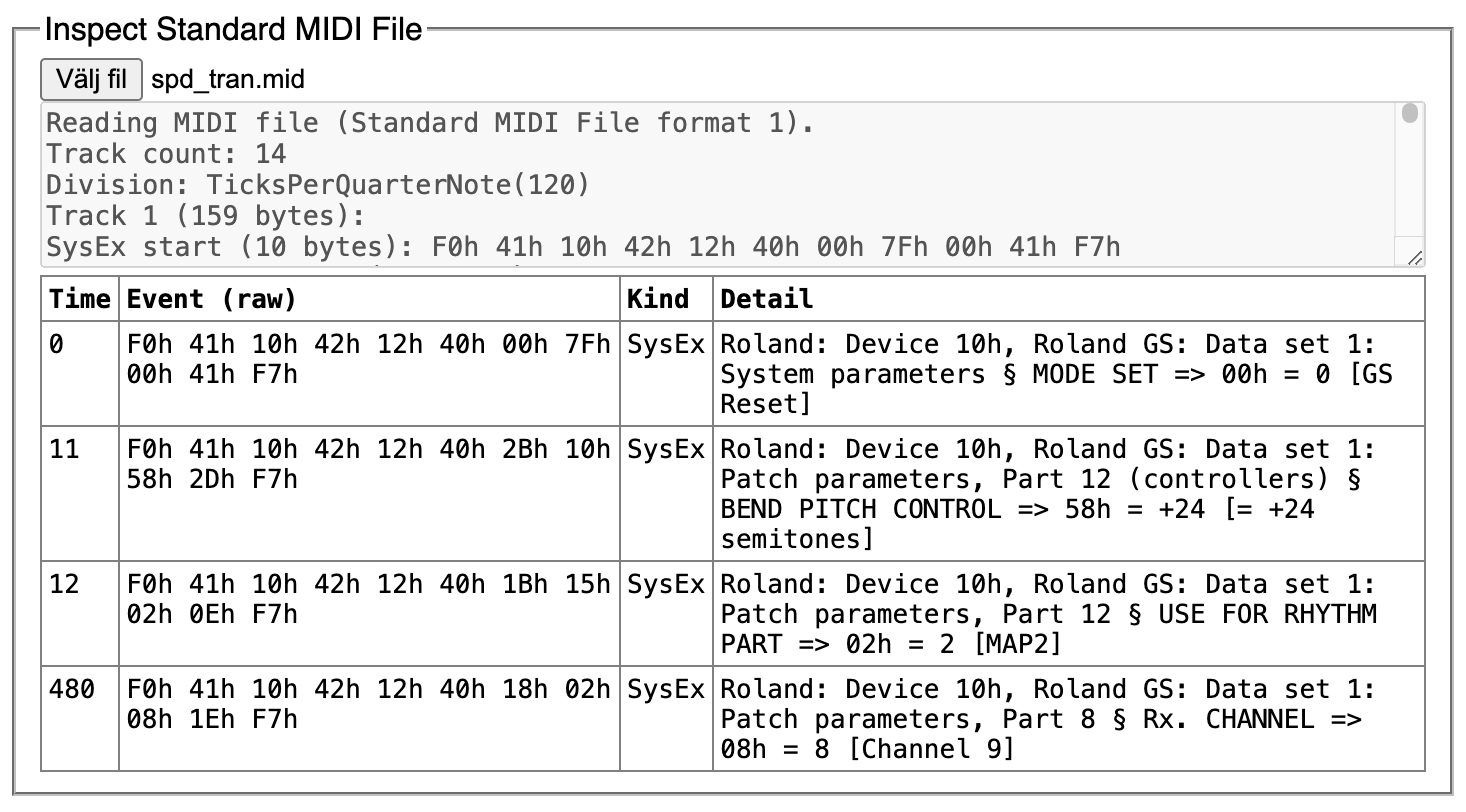 Inspect Standard MIDI File
Välj fil spd_tran.mid
Reading MIDI file (Standard MIDI File format 1).
Track count: 14
Division: TicksPerQuarterNote(120)
Track 1 (159 bytes):
SysEx start (10 bytes): F0h 41h 10h 42h 12h 40h 00h 7Fh 00h 41h F7h
Time Event (raw) Kind Detail
0 F0h 41h 10h 42h 12h 40h 00h 7Fh SysEx Roland: Device 10h, Roland GS: Data set 1:
00h 41h F7h System parameters § MODE SET => 00h = 0 [GS
Reset]
11 F0h 41h 10h 42h 12h 40h 2Bh 10h SysEx Roland: Device 10h, Roland GS: Data set 1:
58h 2Dh F7h Patch parameters, Part 12 (controllers) §
BEND PITCH CONTROL => 58h = +24 [= +24
semitones]
12 F0h 41h 10h 42h 12h 40h 1Bh 15h SysEx Roland: Device 10h, Roland GS: Data set 1:
02h 0Eh F7h Patch parameters, Part 12 § USE FOR RHYTHM
PART => 02h = 2 [MAP2]
480 F0h 41h 10h 42h 12h 40h 18h 02h SysEx Roland: Device 10h, Roland GS: Data set 1:
08h 1Eh F7h Patch parameters, Part 8 § Rx. CHANNEL =>
08h = 8 [Channel 9]